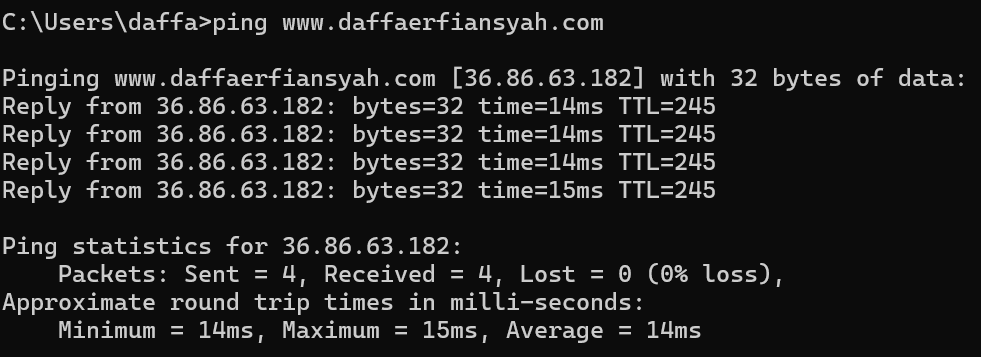 C:\Users\daffa>ping www.daffaerfiansyah.com
Pinging www.daffaerfiansyah.com [36.86.63.182] with 32 bytes of data:
Reply from 36.86.63.182: bytes=32 time=14ms TTL=245
Reply from 36.86.63.182: bytes=32 time=14ms TTL=245
Reply from 36.86.63.182: bytes=32 time=14ms TTL=245
Reply from 36.86.63.182: bytes=32 time=15ms TTL=245
Ping statistics for 36.86.63.182:
    Packets: Sent = 4, Received = 4, Lost = 0 (0% loss),
Approximate round trip times in milli-seconds:
    Minimum = 14ms, Maximum = 15ms, Average = 14ms